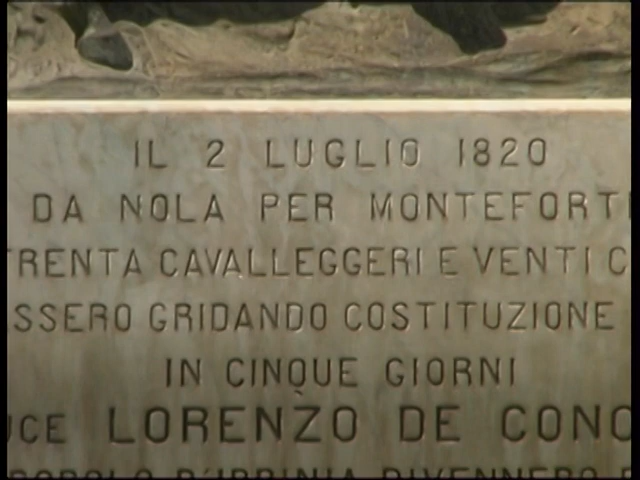 IL 2 LUGLIO 1820
DA NOLA PER MONTEFORT
TRENTA CAVALLEGGERI E VENTI C
SSERO GRIDANDO COSTITUZIONE
IN CINQUE GIORNI
UCE LORENZO DE CONC